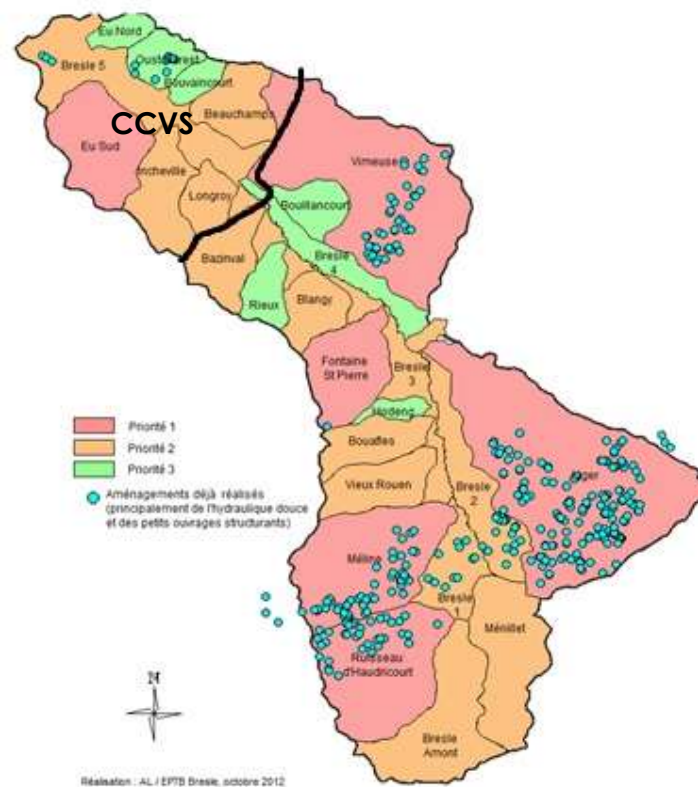 Eu Nord
Bresle 5
Bouvaincourt
Beauchamps
CCVS
Eu Sud
Incheville
Longroy
Vimeuse
Bouillancourt
Bazinval
Bresle
4
Rieux
Blangy
Fontaine
St Pierre
Bresle
3
Hodeng
Bouafles
Vieux Rouen
Bresle
2
Méline
Bresle
1
Ménillet
Ruisseau
d'Haudricourt
Bresle
Amont
Priorité 1
Priorité 2
Priorité 3
Aménagements déjà réalisés
(principalement de l'hydraulique douce
et des petits ouvrages structurants)
N
Réalisation : AL / EPTB Bresle, octobre 2012